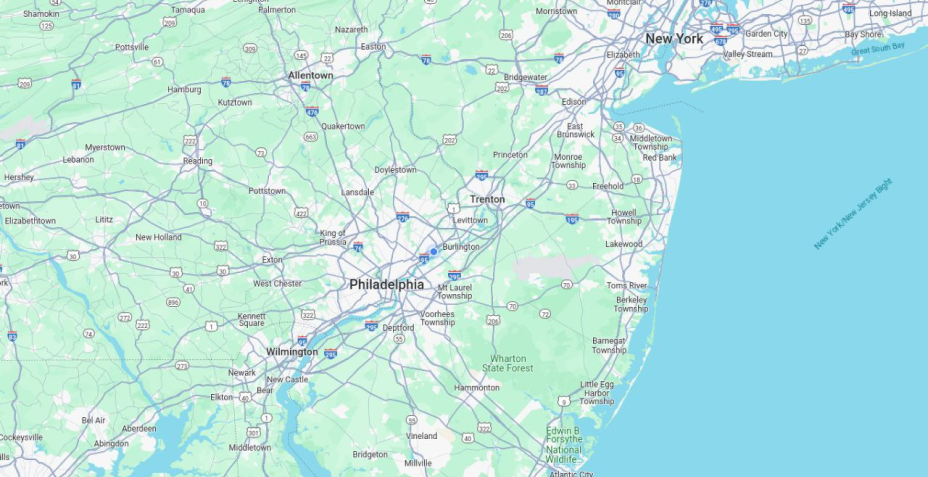 Shamokin
Tamaqua
Palmerton
Morristown
Montclair
Long Island
Pottsville
Nazareth
Easton
New York
Garden City
Bay Shore
Elizabeth
Valley Stream
Great South Bay
Allentown
Bridgewater
Hamburg
Kutztown
Edison
Quakertown
East
Brunswick
Middletown
Township
Red Bank
Myerstown
Lebanon
Reading
Princeton
Monroe
Township
Hershey
Doylestown
Pottstown
Lansdale
Trenton
Freehold
New York/New Jersey Bight
Elizabethtown
Lititz
Levittown
Howell
Township
New Holland
King of
Prussia
Burlington
Lakewood
Exton
West Chester
Philadelphia
Mt Laurel
Township
Toms River
Berkeley
Township
Kennett
Square
Voorhees
Township
Deptford
Wilmington
Barnegat
Township
Wharton
State Forest
Newark
New Castle
Elkton
Bear
Hammonton
Little Egg
Harbor
Township
Bel Air
Aberdeen
Abingdon
Cockeysville
Middletown
Vineland
Edwin B
Forsythe
National
Wildlife...
Bridgeton
Millville
Atlantic City